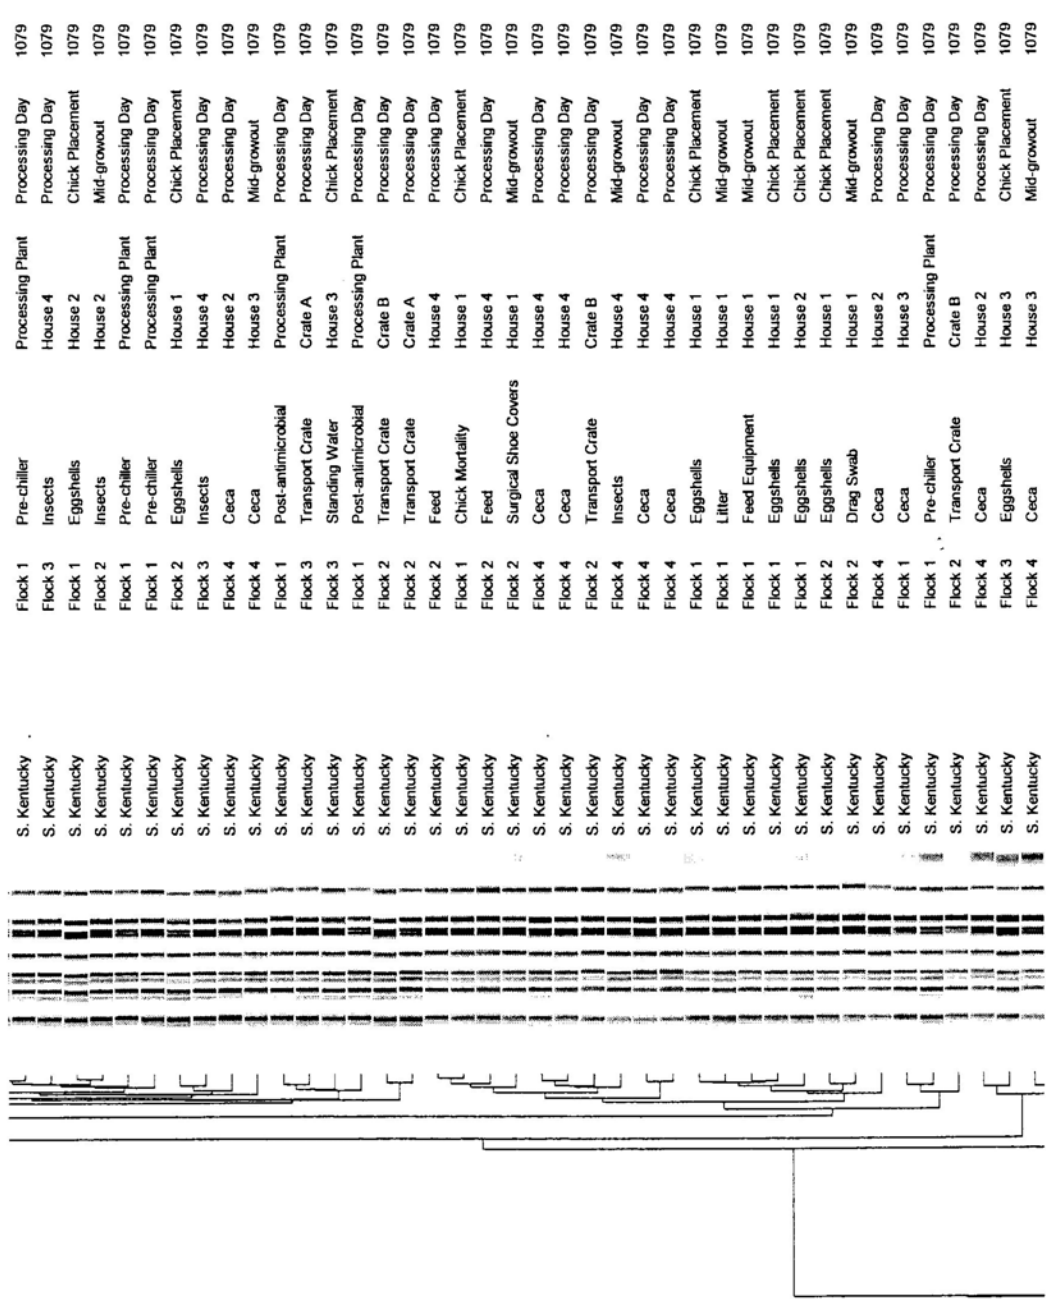 S. Kentucky Flock 1 Pre-chiller Processing Plant Processing Day 1079
S. Kentucky Flock 3 Insects House 4 Processing Day 1079
S. Kentucky Flock 1 Eggshells House 2 Chick Placement 1079
S. Kentucky Flock 2 Insects House 2 Mid-growout 1079
S. Kentucky Flock 1 Pre-chiller Processing Plant Processing Day 1079
S. Kentucky Flock 1 Pre-chiller Processing Plant Processing Day 1079
S. Kentucky Flock 2 Eggshells House 1 Chick Placement 1079
S. Kentucky Flock 3 Insects House 4 Processing Day 1079
S. Kentucky Flock 4 Ceca House 2 Processing Day 1079
S. Kentucky Flock 4 Ceca House 3 Mid-growout 1079
S. Kentucky Flock 1 Post-antimicrobial Processing Plant Processing Day 1079
S. Kentucky Flock 3 Transport Crate Crate A Processing Day 1079
S. Kentucky Flock 3 Standing Water House 3 Chick Placement 1079
S. Kentucky Flock 1 Post-antimicrobial Processing Plant Processing Day 1079
S. Kentucky Flock 2 Transport Crate Crate B Processing Day 1079
S. Kentucky Flock 2 Transport Crate Crate A Processing Day 1079
S. Kentucky Flock 2 Feed House 4 Processing Day 1079
S. Kentucky Flock 1 Chick Mortality House 1 Chick Placement 1079
S. Kentucky Flock 2 Feed House 4 Processing Day 1079
S. Kentucky Flock 2 Surgical Shoe Covers House 1 Mid-growout 1079
S. Kentucky Flock 4 Ceca House 4 Processing Day 1079
S. Kentucky Flock 4 Ceca House 4 Processing Day 1079
S. Kentucky Flock 2 Transport Crate Crate B Processing Day 1079
S. Kentucky Flock 4 Insects House 4 Mid-growout 1079
S. Kentucky Flock 4 Ceca House 4 Processing Day 1079
S. Kentucky Flock 4 Ceca House 4 Processing Day 1079
S. Kentucky Flock 1 Eggshells House 1 Chick Placement 1079
S. Kentucky Flock 1 Litter House 1 Mid-growout 1079
S. Kentucky Flock 1 Feed Equipment House 1 Mid-growout 1079
S. Kentucky Flock 1 Eggshells House 1 Chick Placement 1079
S. Kentucky Flock 1 Eggshells House 2 Chick Placement 1079
S. Kentucky Flock 2 Eggshells House 1 Chick Placement 1079
S. Kentucky Flock 2 Drag Swab House 1 Mid-growout 1079
S. Kentucky Flock 4 Ceca House 2 Processing Day 1079
S. Kentucky Flock 1 Ceca House 3 Processing Day 1079
S. Kentucky Flock 1 Pre-chiller Processing Plant Processing Day 1079
S. Kentucky Flock 2 Transport Crate Crate B Processing Day 1079
S. Kentucky Flock 4 Ceca House 2 Processing Day 1079
S. Kentucky Flock 3 Eggshells House 3 Chick Placement 1079
S. Kentucky Flock 4 Ceca House 3 Mid-growout 1079